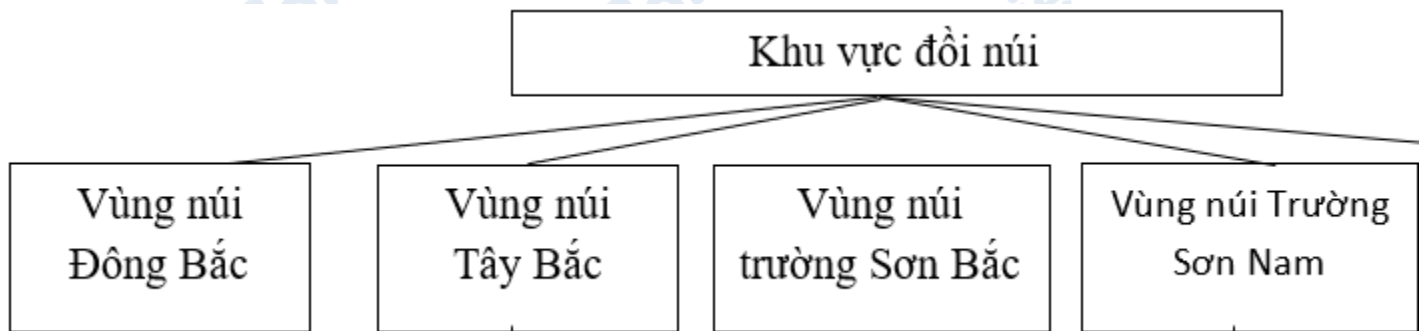 Khu vực đồi núi
Vùng núi
Đông Bắc
Vùng núi
Tây Bắc
Vùng núi
trường Sơn Bắc
Vùng núi Trường
Sơn Nam